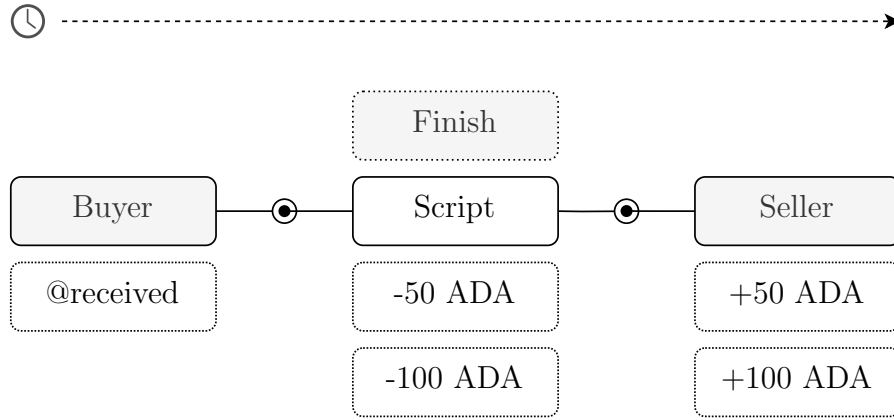 Finish
Buyer
Script
Seller
@received
-50 ADA
+50 ADA
-100 ADA
+100 ADA